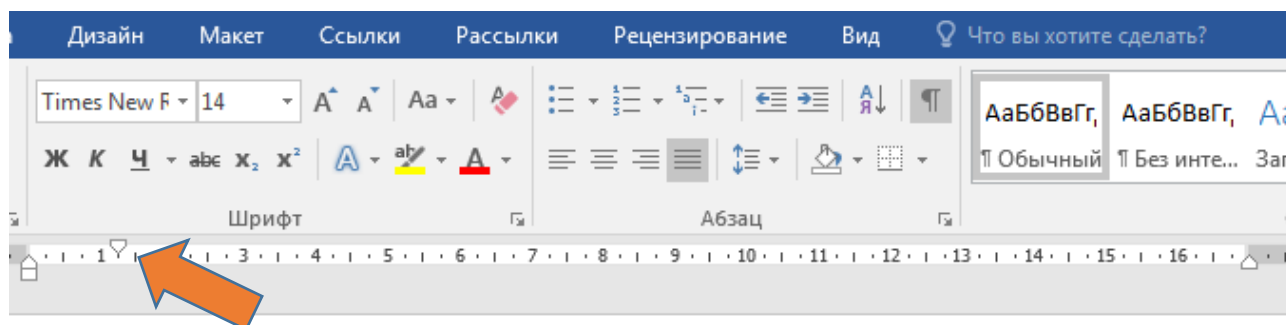 Дизайн Макет Ссылки Рассылки Рецензирование Вид Что вы хотите сделать?
Times New R 14 Aa АаБбВвГг, АаБбВвГг,
Ж К Ч abc x₂ x² A aby A ¶ Обычный ¶ Без инте... Заг
Шрифт Абзац
1 3 4 5 6 7 8 9 10 11 12 13 14 15 16